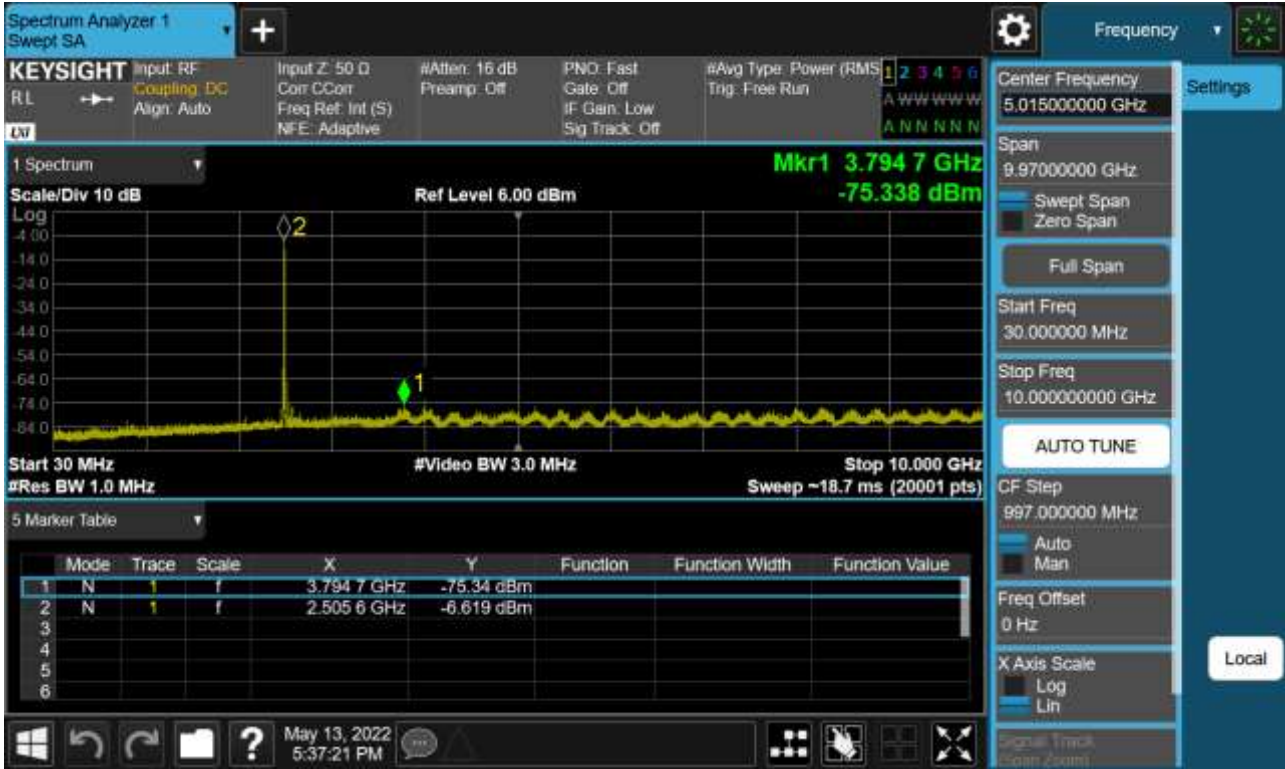 Spectrum Analyzer 1
Swept SA
+
Frequency
KEYSIGHT
RL
LXI
Input: RF
Coupling: DC
Align: Auto
Input Z: 50 Ω
Corr CCorr
Freq Ref: Int (S)
NFE: Adaptive
#Atten: 16 dB
Preamp: Off
PNO: Fast
Gate: Off
IF Gain: Low
Sig Track: Off
#Avg Type: Power (RMS
Trig: Free Run
1 2 3 4 5 6
A W W W W W
A N N N N N
1 Spectrum
Scale/Div 10 dB
Ref Level 6.00 dBm
Mkr1 3.794 7 GHz
-75.338 dBm
Log
-4.00
-14.0
-24.0
-34.0
-44.0
-54.0
-64.0
-74.0
-84.0
2
1
Start 30 MHz
#Video BW 3.0 MHz
Stop 10.000 GHz
#Res BW 1.0 MHz
Sweep ~18.7 ms (20001 pts)
5 Marker Table
Mode Trace Scale X Y Function Function Width Function Value
1 N 1 f 3.794 7 GHz -75.34 dBm
2 N 1 f 2.505 6 GHz -6.619 dBm
3
4
5
6
Center Frequency
5.015000000 GHz
Settings
Span
9.97000000 GHz
Swept Span
Zero Span
Full Span
Start Freq
30.000000 MHz
Stop Freq
10.000000000 GHz
AUTO TUNE
CF Step
997.000000 MHz
Auto
Man
Freq Offset
0 Hz
X Axis Scale
Log
Lin
Local
Signal Track
(Span Zoom)
?
May 13, 2022
5:37:21 PM